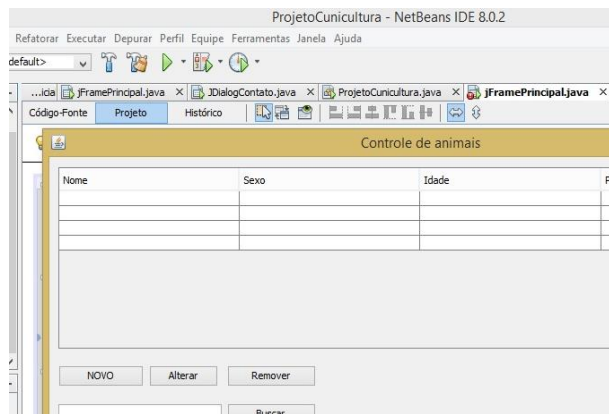 ProjetoCunicultura - NetBeans IDE 8.0.2
Refatorar Executar Depurar Perfil Equipe Ferramentas Janela Ajuda
default>
...icia jFramePrincipal.java JDialogContato.java ProjetoCunicultura.java jFramePrincipal.java
Código-Fonte Projeto Histórico
Controle de animais
Nome Sexo Idade
NOVO Alterar Remover
Buscar